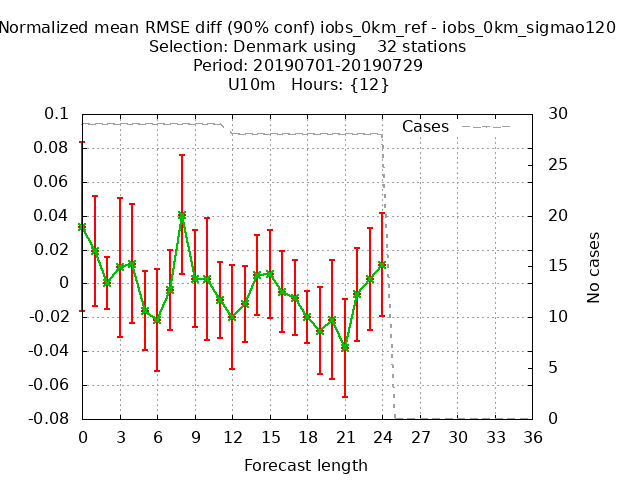 Normalized mean RMSE diff (90% conf) iobs_0km_ref - iobs_0km_sigmao120
Selection: Denmark using    32 stations
Period: 20190701-20190729
U10m   Hours: {12}
Cases
0.1
0.08
0.06
0.04
0.02
0
-0.02
-0.04
-0.06
-0.08
30
25
20
15
10
5
0
No cases
0 3 6 9 12 15 18 21 24 27 30 33 36
Forecast length